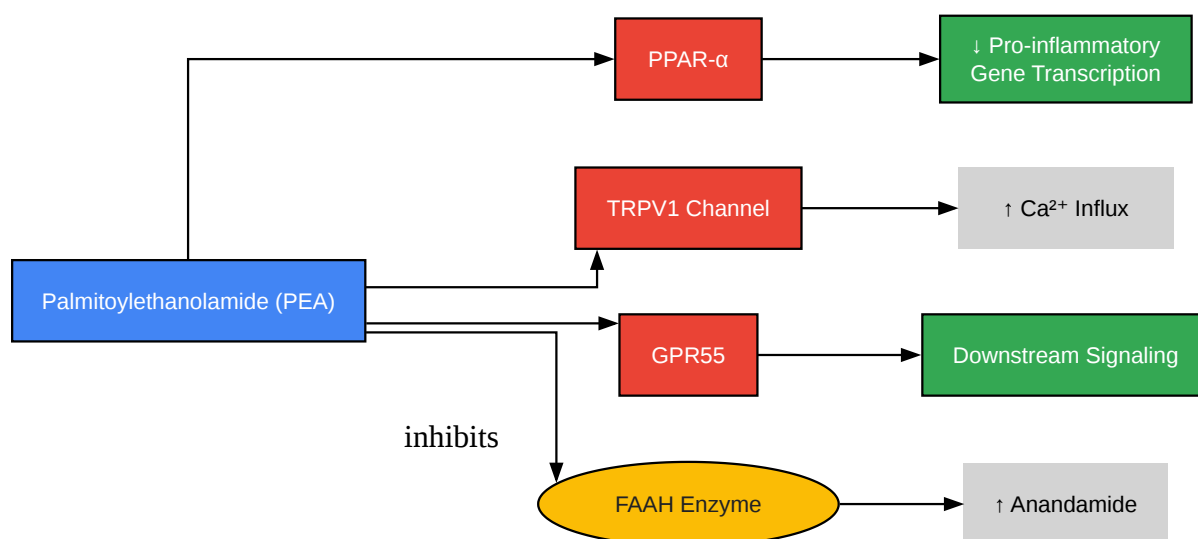 PPAR-α
↓ Pro-inflammatory
Gene Transcription
TRPV1 Channel
↑ Ca²⁺ Influx
Palmitoylethanolamide (PEA)
GPR55
Downstream Signaling
inhibits
FAAH Enzyme
↑ Anandamide